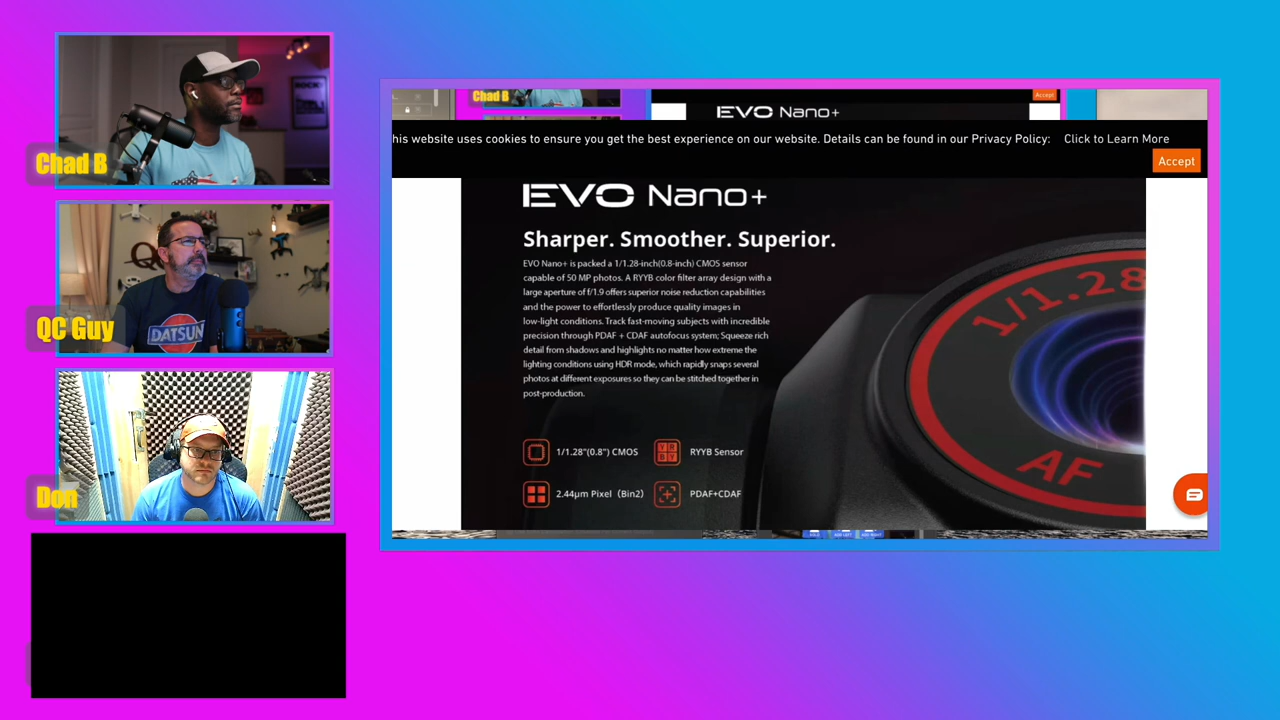 Chad B
QC Guy
DATSUN
Don
Chad B
Accept
EVO Nano+
his website uses cookies to ensure you get the best experience on our website. Details can be found in our Privacy Policy: Click to Learn More
Accept
EVO Nano+
Sharper. Smoother. Superior.
EVO Nano+ is packed a 1/1.28-inch(0.8-inch) CMOS sensor
capable of 50 MP photos. A RYYB color filter array design with a
large aperture of f/1.9 offers superior noise reduction capabilities
and the power to effortlessly produce quality images in
low-light conditions. Track fast-moving subjects with incredible
precision through PDAF + CDAF autofocus system; Squeeze rich
detail from shadows and highlights no matter how extreme the
lighting conditions using HDR mode, which rapidly snaps several
photos at different exposures so they can be stitched together in
post-production.
1/1.28"(0.8") CMOS
YR
BY
RYYB Sensor
2.44μm Pixel (Bin2)
PDAF+CDAF
1/1.28
AF